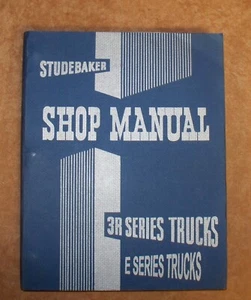 STUDEBAKER
SHOP MANUAL
3R SERIES TRUCKS
E SERIES TRUCKS